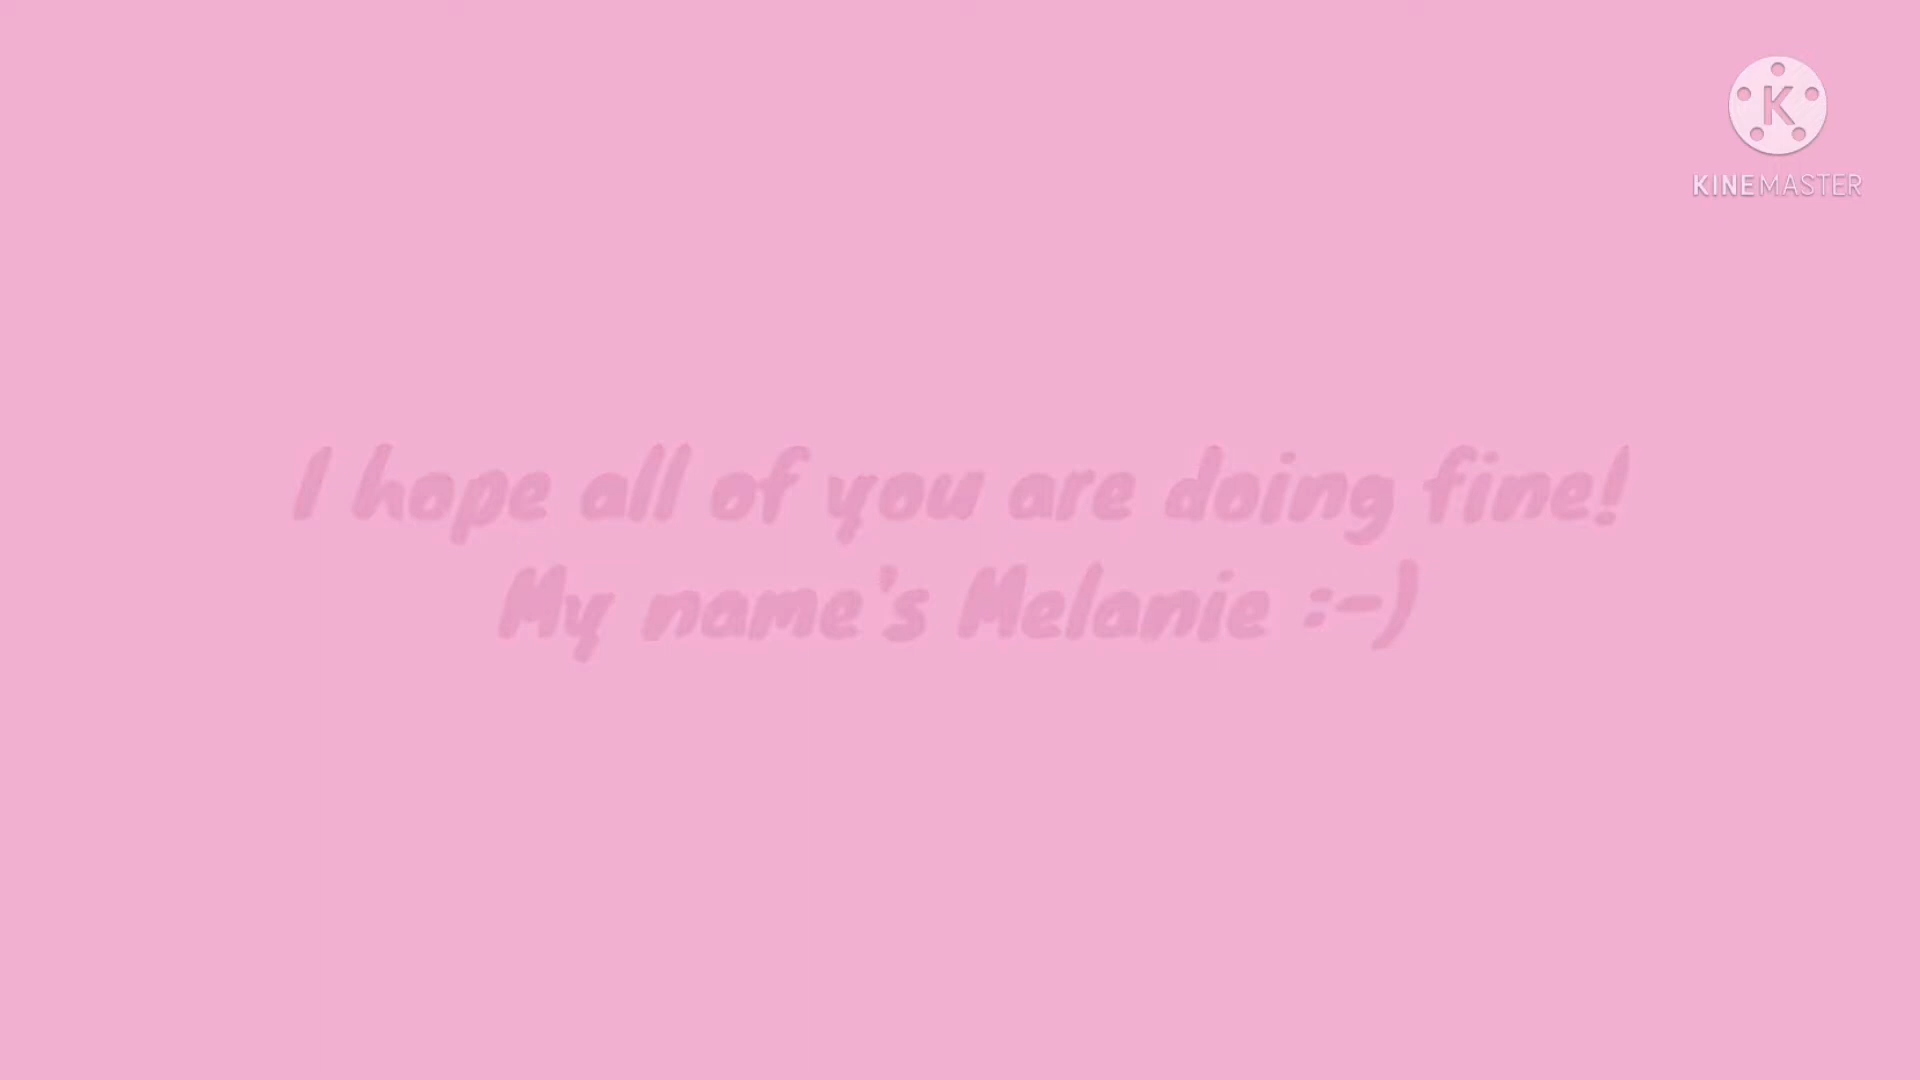 K
KINEMASTER
I hope all of you are doing fine!
My name's Melanie :-)